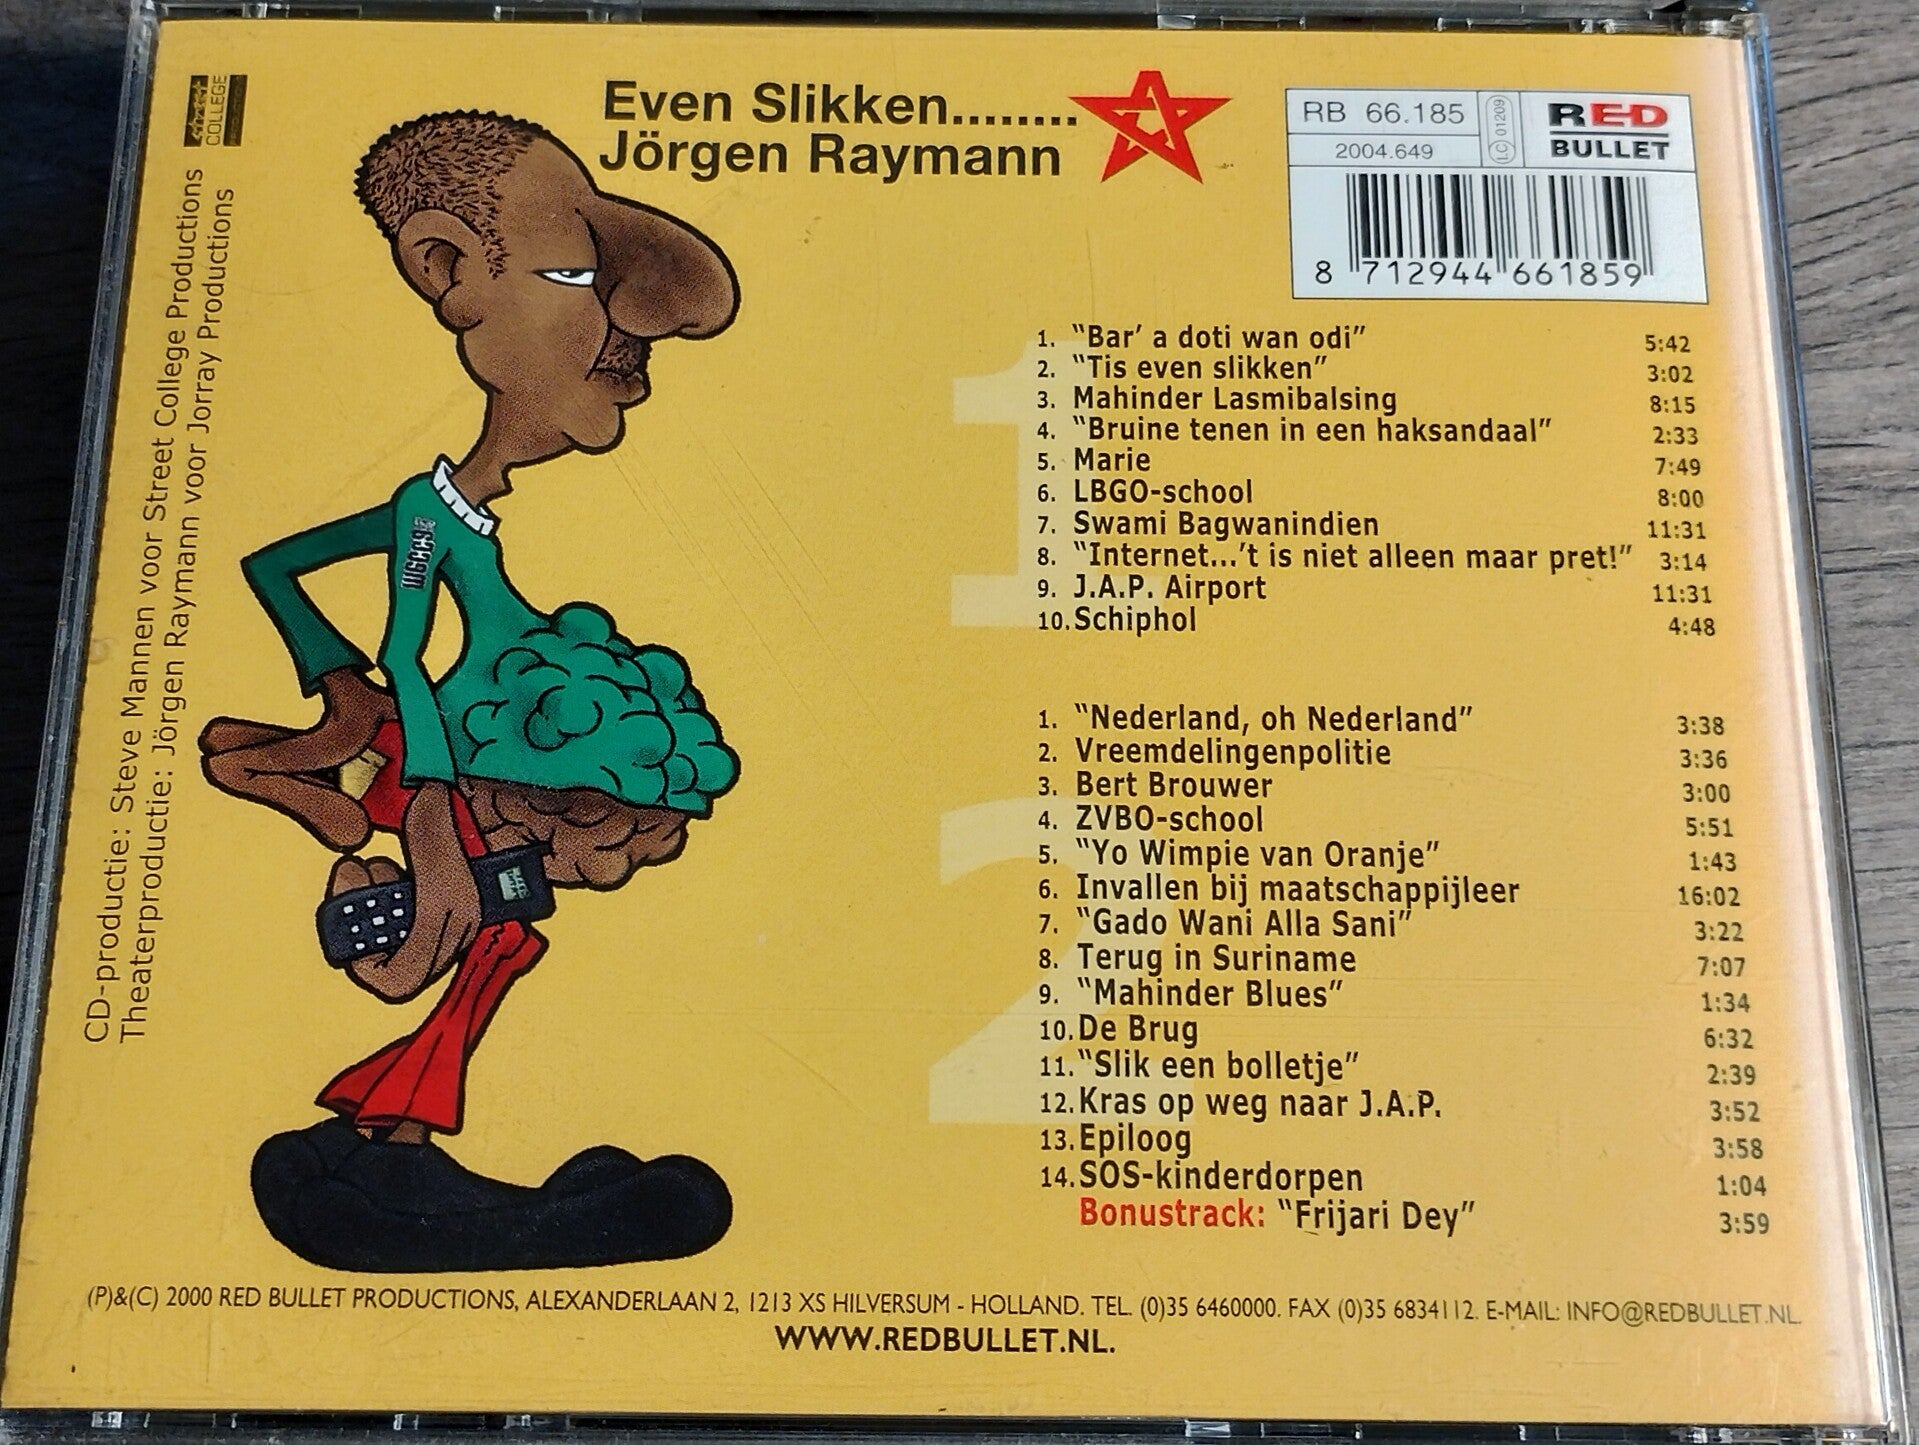 Even Slikken........
Jörgen Raymann
RB 66.185
2004.649
LC 01209
RED
BULLET
8 712944 661859
COLLEGE
CD-productie: Steve Mannen voor Street College Productions
Theaterproductie: Jörgen Raymann voor Jorray Productions
1
1. "Bar' a doti wan odi" 5:42
2. "Tis even slikken" 3:02
3. Mahinder Lasmibalsing 8:15
4. "Bruine tenen in een haksandaal" 2:33
5. Marie 7:49
6. LBGO-school 8:00
7. Swami Bagwanindien 11:31
8. "Internet...'t is niet alleen maar pret!" 3:14
9. J.A.P. Airport 11:31
10. Schiphol 4:48
2
1. "Nederland, oh Nederland" 3:38
2. Vreemdelingenpolitie 3:36
3. Bert Brouwer 3:00
4. ZVBO-school 5:51
5. "Yo Wimpie van Oranje" 1:43
6. Invallen bij maatschappijleer 16:02
7. "Gado Wani Alla Sani" 3:22
8. Terug in Suriname 7:07
9. "Mahinder Blues" 1:34
10. De Brug 6:32
11. "Slik een bolletje" 2:39
12. Kras op weg naar J.A.P. 3:52
13. Epiloog 3:58
14. SOS-kinderdorpen 1:04
Bonustrack: "Frijari Dey" 3:59
(P)&(C) 2000 RED BULLET PRODUCTIONS, ALEXANDERLAAN 2, 1213 XS HILVERSUM - HOLLAND. TEL. (0)35 6460000. FAX (0)35 6834112. E-MAIL: INFO@REDBULLET.NL.
WWW.REDBULLET.NL.